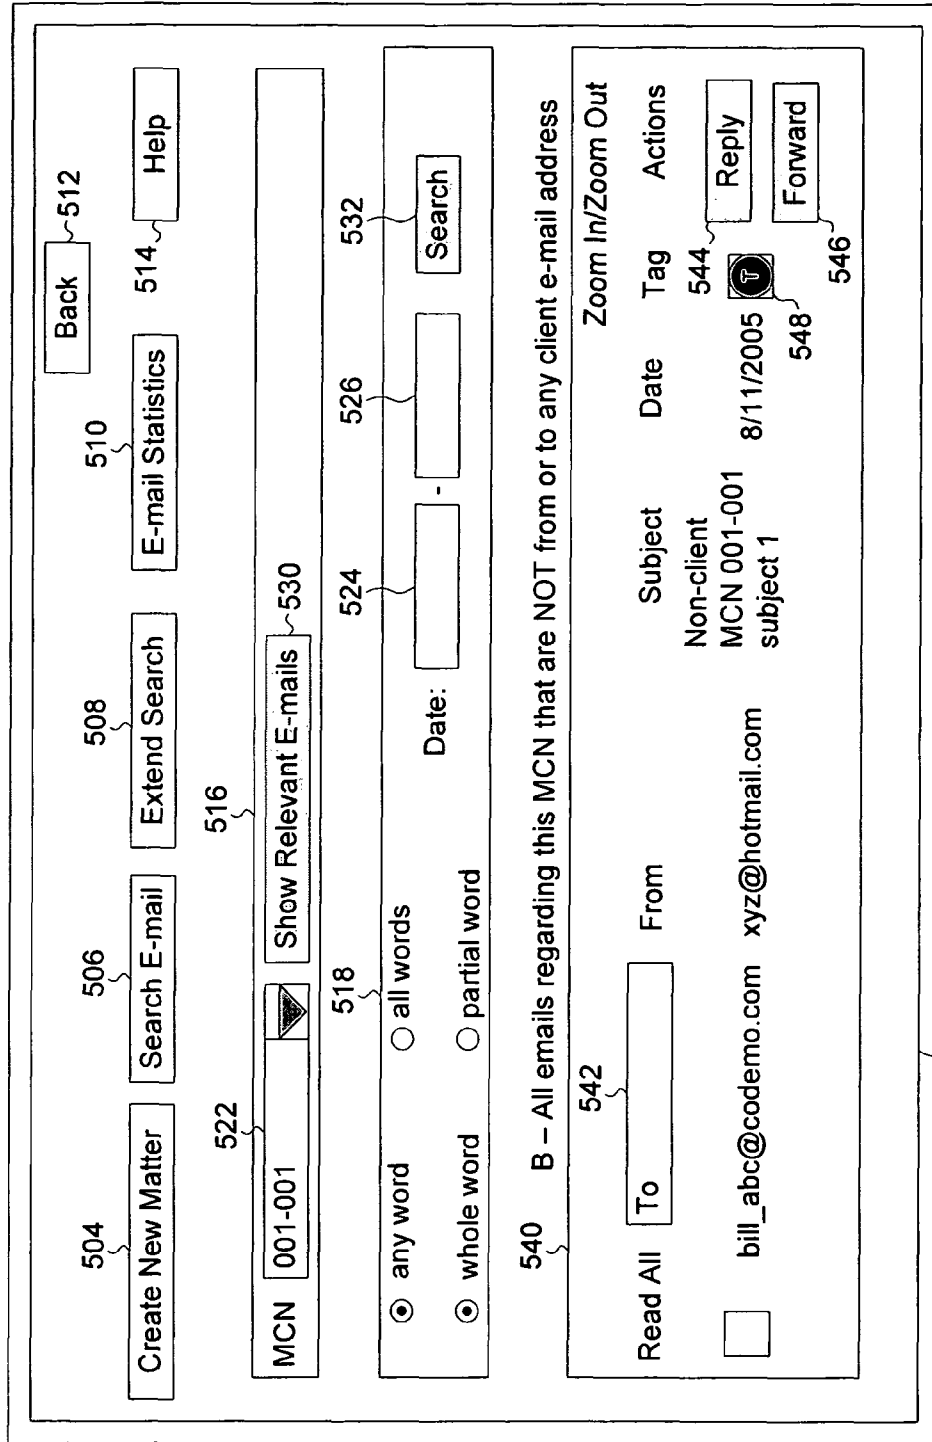 Back 512
504 506 508 510
Create New Matter Search E-mail Extend Search E-mail Statistics 514 Help
522 516
MCN 001-001 Show Relevant E-mails 530
518 524 526 532
any word all words
Date: - Search
whole word partial word
540 B – All emails regarding this MCN that are NOT from or to any client e-mail address
542 Zoom In/Zoom Out
Read All To From Subject Date Tag Actions
544
Non-client Reply
MCN 001-001
bill_abc@codemo.com xyz@hotmail.com subject 1 8/11/2005 T
548 Forward
546